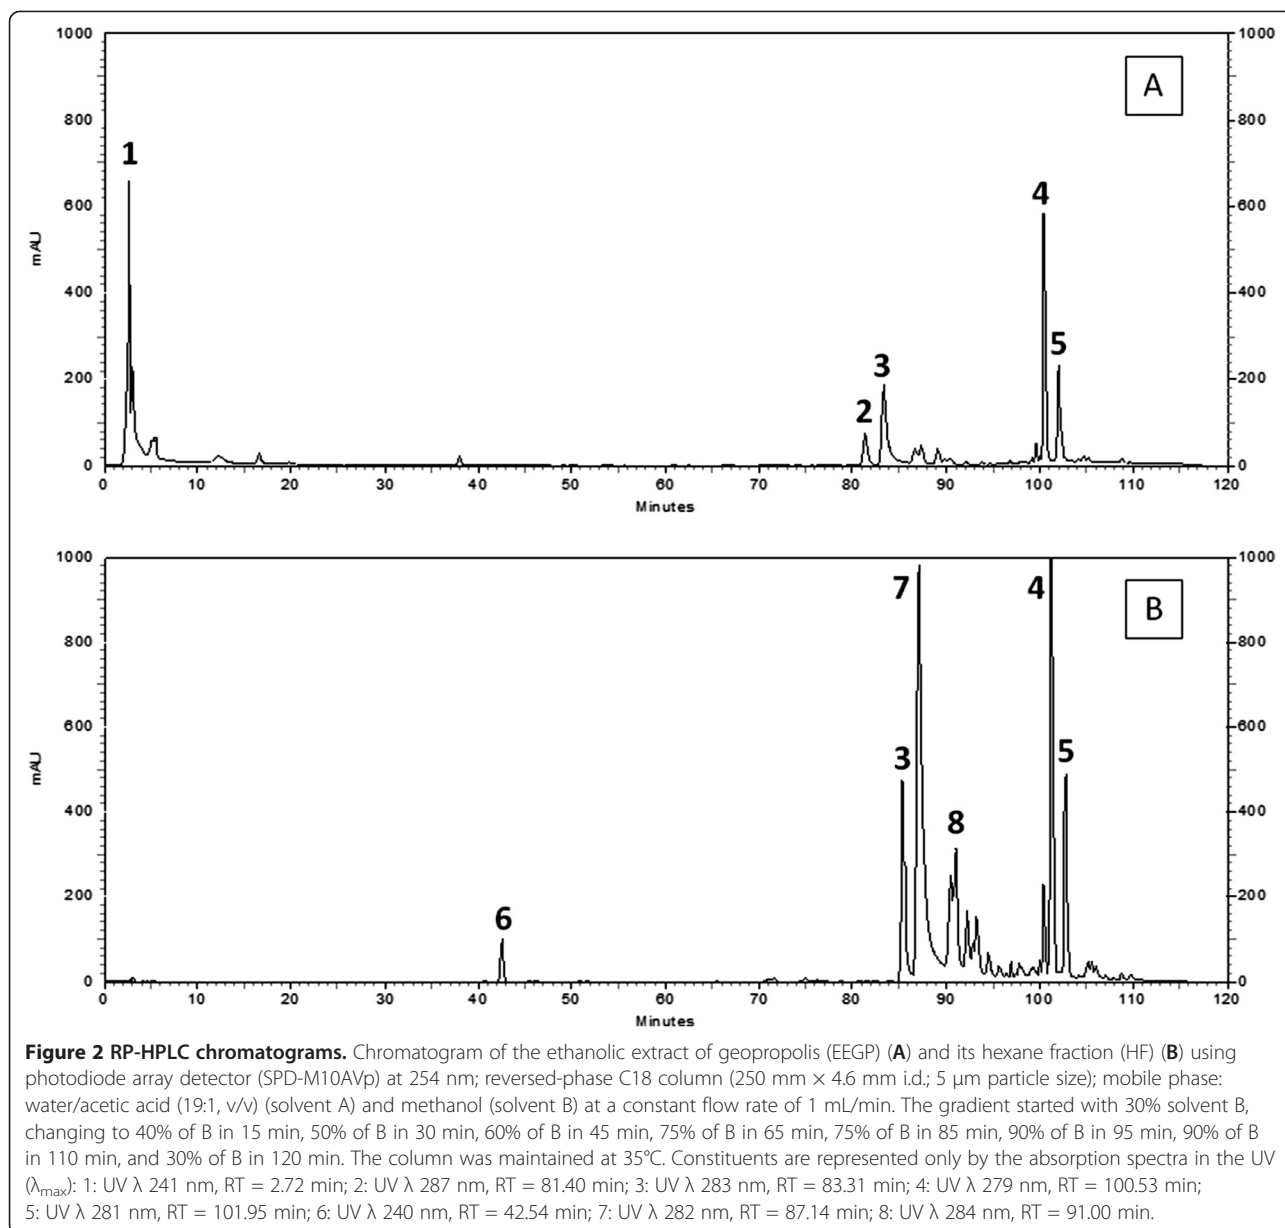 1000
800
600
400
200
0
mAU
1
2
3
4
5
A
1000
800
600
400
200
0
0 10 20 30 40 50 60 70 80 90 100 110 120
Minutes
1000
800
600
400
200
0
mAU
6
3
7
8
4
5
B
1000
800
600
400
200
0
0 10 20 30 40 50 60 70 80 90 100 110 120
Minutes
Figure 2 RP-HPLC chromatograms. Chromatogram of the ethanolic extract of geopropolis (EEGP) (A) and its hexane fraction (HF) (B) using
photodiode array detector (SPD-M10AVp) at 254 nm; reversed-phase C18 column (250 mm × 4.6 mm i.d.; 5 μm particle size); mobile phase:
water/acetic acid (19:1, v/v) (solvent A) and methanol (solvent B) at a constant flow rate of 1 mL/min. The gradient started with 30% solvent B,
changing to 40% of B in 15 min, 50% of B in 30 min, 60% of B in 45 min, 75% of B in 65 min, 75% of B in 85 min, 90% of B in 95 min, 90% of B
in 110 min, and 30% of B in 120 min. The column was maintained at 35°C. Constituents are represented only by the absorption spectra in the UV
(λmax): 1: UV λ 241 nm, RT = 2.72 min; 2: UV λ 287 nm, RT = 81.40 min; 3: UV λ 283 nm, RT = 83.31 min; 4: UV λ 279 nm, RT = 100.53 min;
5: UV λ 281 nm, RT = 101.95 min; 6: UV λ 240 nm, RT = 42.54 min; 7: UV λ 282 nm, RT = 87.14 min; 8: UV λ 284 nm, RT = 91.00 min.